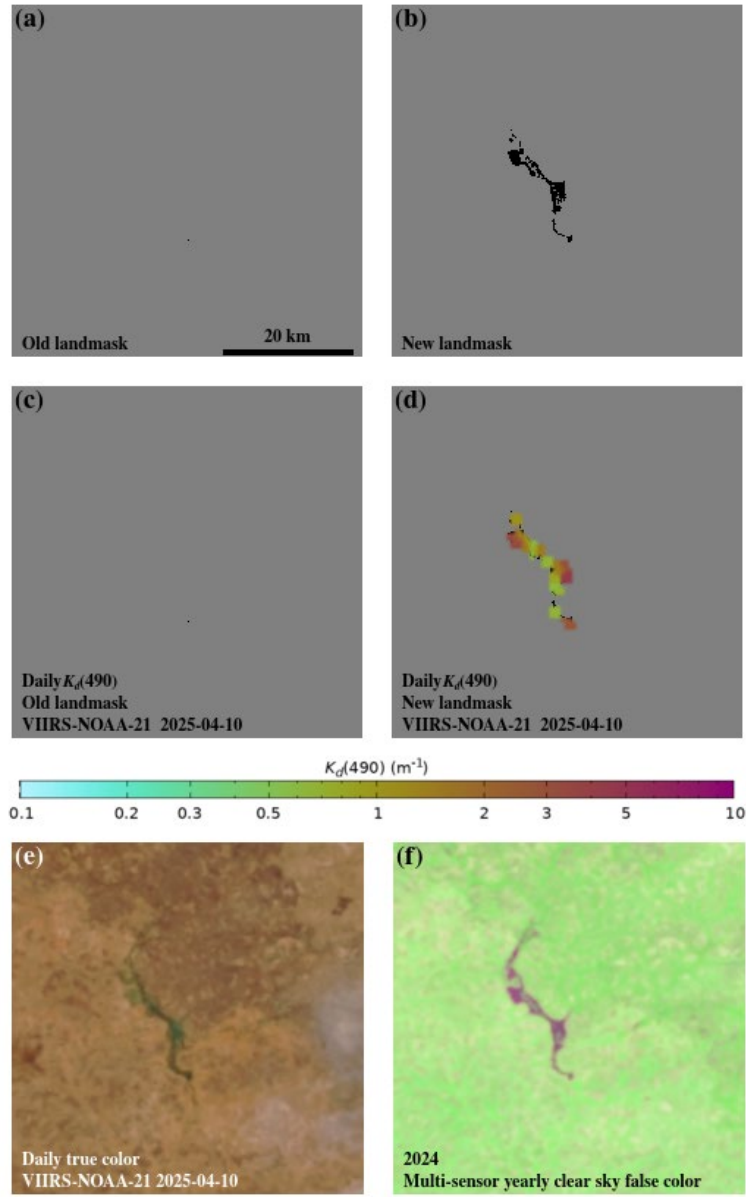 (a)
(b)
20 km
Old landmask
New landmask
(c)
(d)
Daily Kd(490)
Old landmask
VIIRS-NOAA-21 2025-04-10
Daily Kd(490)
New landmask
VIIRS-NOAA-21 2025-04-10
Kd(490) (m⁻¹)
0.1 0.2 0.3 0.5 1 2 3 5 10
(e)
(f)
Daily true color
VIIRS-NOAA-21 2025-04-10
2024
Multi-sensor yearly clear sky false color